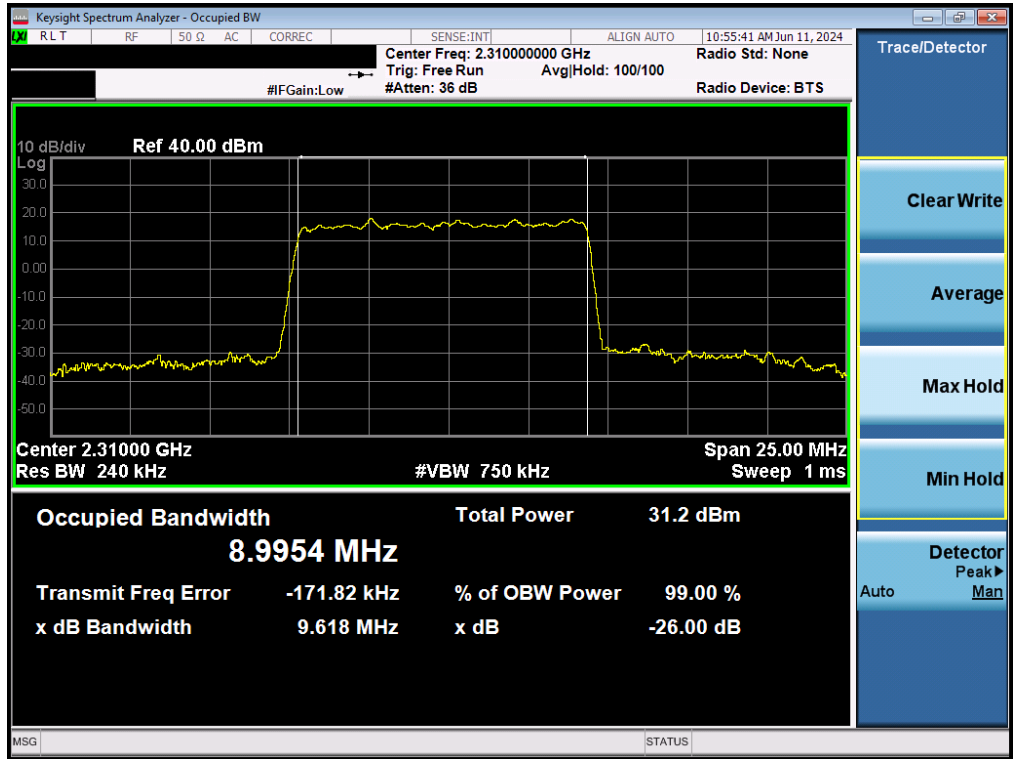 Keysight Spectrum Analyzer - Occupied BW
LXI RLT RF 50 Ω AC CORREC SENSE:INT ALIGN AUTO 10:55:41 AM Jun 11, 2024
Center Freq: 2.310000000 GHz Radio Std: None
Trig: Free Run Avg|Hold: 100/100
#IFGain:Low #Atten: 36 dB Radio Device: BTS
10 dB/div Ref 40.00 dBm
Log
30.0
20.0
10.0
0.00
-10.0
-20.0
-30.0
-40.0
-50.0
Center 2.31000 GHz Span 25.00 MHz
Res BW 240 kHz #VBW 750 kHz Sweep 1 ms
Occupied Bandwidth Total Power 31.2 dBm
8.9954 MHz
Transmit Freq Error -171.82 kHz % of OBW Power 99.00 %
x dB Bandwidth 9.618 MHz x dB -26.00 dB
Trace/Detector
Clear Write
Average
Max Hold
Min Hold
Detector
Peak
Auto Man
MSG STATUS